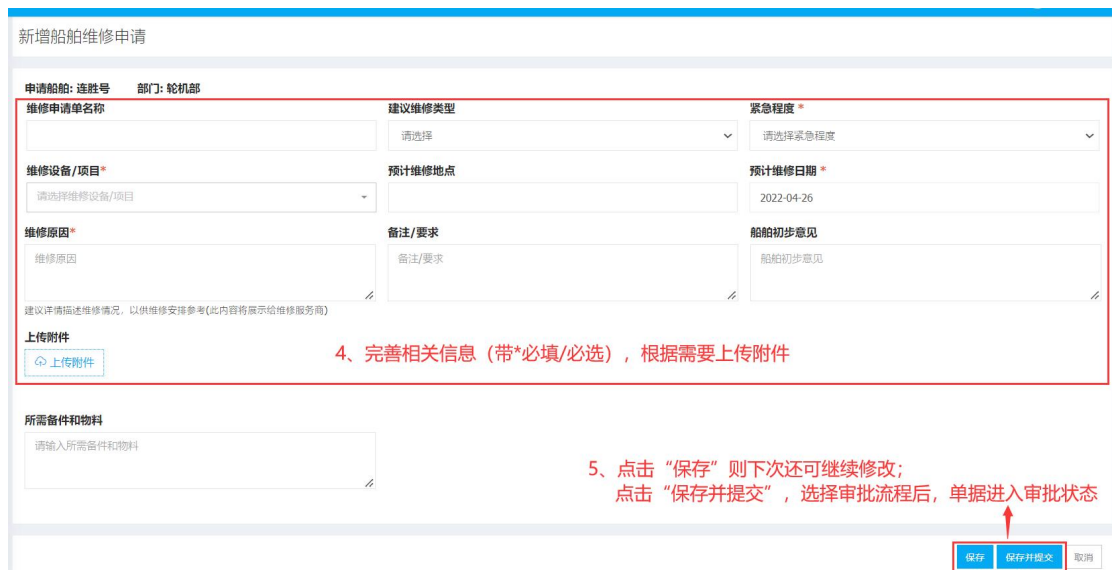 新增船舶维修申请
申请船舶: 连胜号 部门: 轮机部
维修申请单名称 建议维修类型 紧急程度 *
请选择 请选择紧急程度
维修设备/项目* 预计维修地点 预计维修日期 *
请选择维修设备/项目 2022-04-26
维修原因* 备注/要求 船舶初步意见
维修原因 备注/要求 船舶初步意见
建议详情描述维修情况，以供维修安排参考(此内容将展示给维修服务商)
上传附件
上传附件
4、完善相关信息（带*必填/必选），根据需要上传附件
所需备件和物料
请输入所需备件和物料
5、点击“保存”则下次还可继续修改；
点击“保存并提交”，选择审批流程后，单据进入审批状态
保存 保存并提交 取消